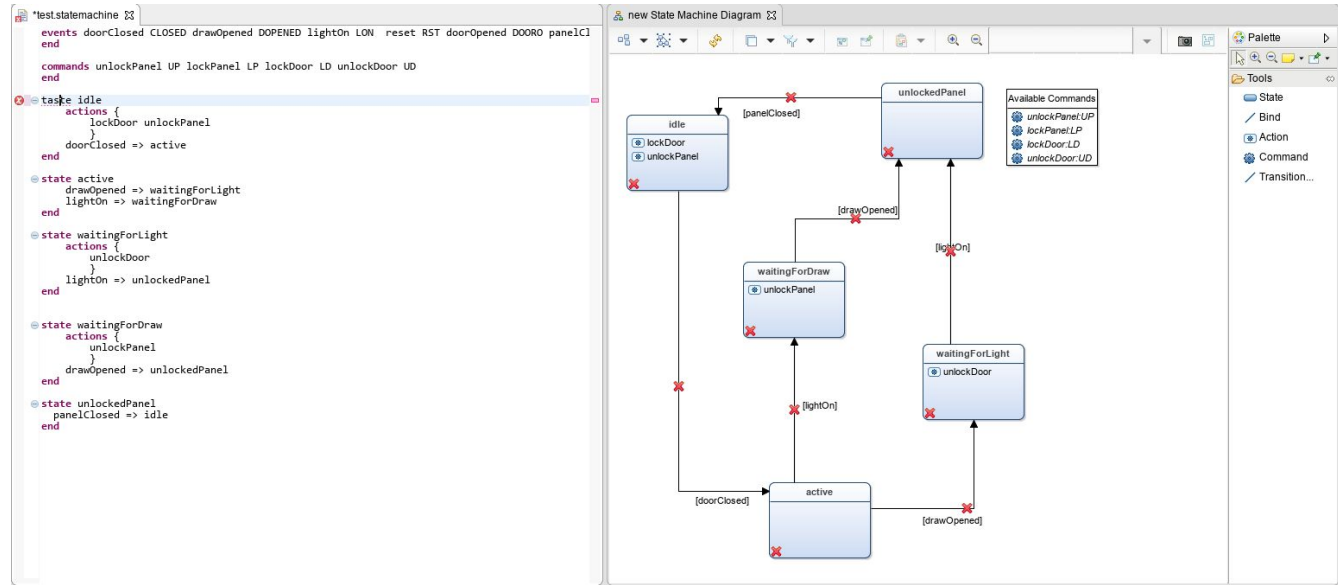 *test.statemachine
events doorClosed CLOSED drawOpened DOPENED lightOn LON reset RST doorOpened DOORO panelCl
end
commands unlockPanel UP lockPanel LP lockDoor LD unlockDoor UD
end
taste idle
actions {
lockDoor unlockPanel
}
doorClosed => active
end
state active
drawOpened => waitingForLight
lightOn => waitingForDraw
end
state waitingForLight
actions {
unlockDoor
}
lightOn => unlockedPanel
end
state waitingForDraw
actions {
unlockPanel
}
drawOpened => unlockedPanel
end
state unlockedPanel
panelClosed => idle
end
new State Machine Diagram
unlockedPanel
[panelClosed]
idle
lockDoor
unlockPanel
Available Commands
unlockPanel:UP
lockPanel:LP
lockDoor:LD
unlockDoor:UD
[drawOpened]
[lightOn]
waitingForDraw
unlockPanel
waitingForLight
unlockDoor
[lightOn]
active
[doorClosed]
[drawOpened]
Palette
Tools
State
Bind
Action
Command
Transition...